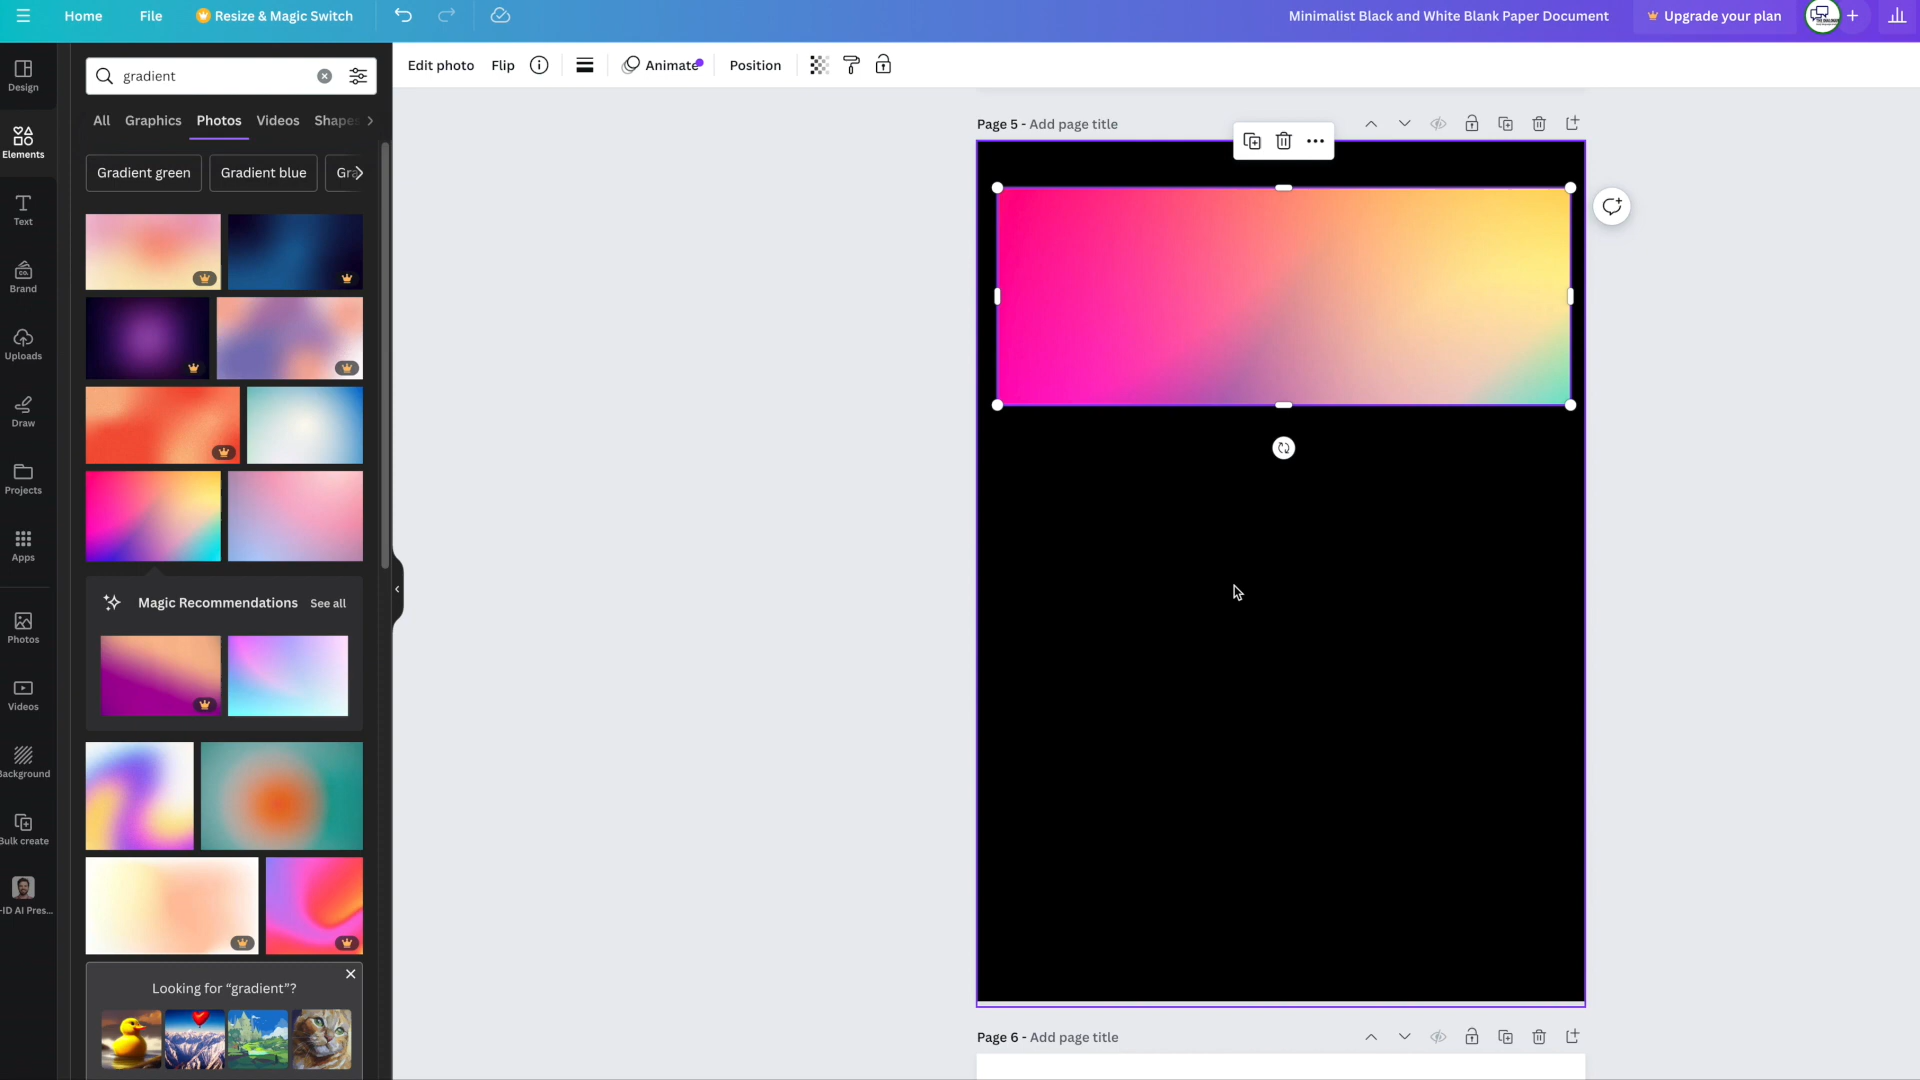 Home
File
Resize & Magic Switch
Minimalist Black and White Blank Paper Document
Upgrade your plan
Design
Elements
Text
Brand
Uploads
Draw
Projects
Apps
Photos
Videos
Background
Bulk create
-ID AI Pres...
gradient
All
Graphics
Photos
Videos
Shapes
Gradient green
Gradient blue
Gra
Magic Recommendations
See all
Looking for “gradient”?
Edit photo
Flip
Animate
Position
Page 5 - Add page title
Page 6 - Add page title